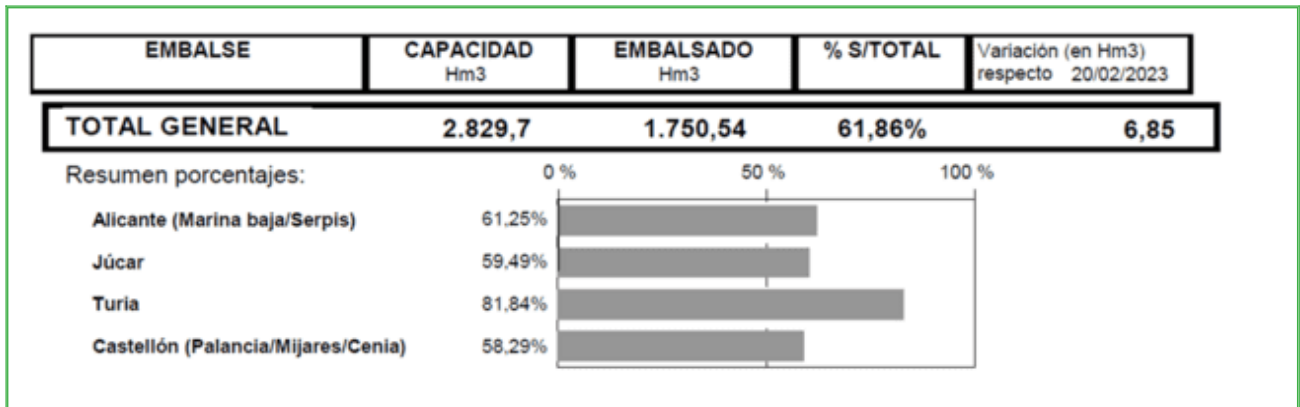 EMBALSE CAPACIDAD EMBALSADO % S/TOTAL Variación (en Hm3)
Hm3 Hm3 respecto 20/02/2023
TOTAL GENERAL 2.829,7 1.750,54 61,86% 6,85
Resumen porcentajes: 0 % 50 % 100 %
Alicante (Marina baja/Serpis) 61,25%
Júcar 59,49%
Turia 81,84%
Castellón (Palancia/Mijares/Cenia) 58,29%